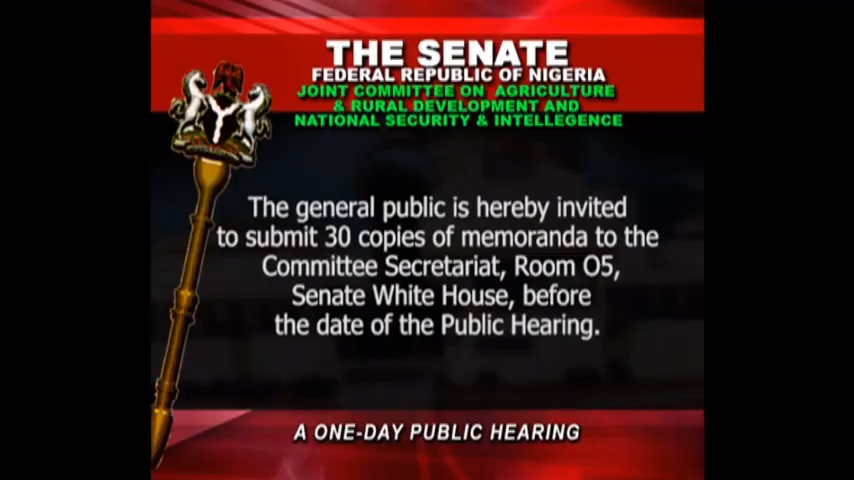 THE SENATE
FEDERAL REPUBLIC OF NIGERIA
JOINT COMMITTEE ON AGRICULTURE
& RURAL DEVELOPMENT AND
NATIONAL SECURITY & INTELLEGENCE
The general public is hereby invited
to submit 30 copies of memoranda to the
Committee Secretariat, Room O5,
Senate White House, before
the date of the Public Hearing.
A ONE-DAY PUBLIC HEARING